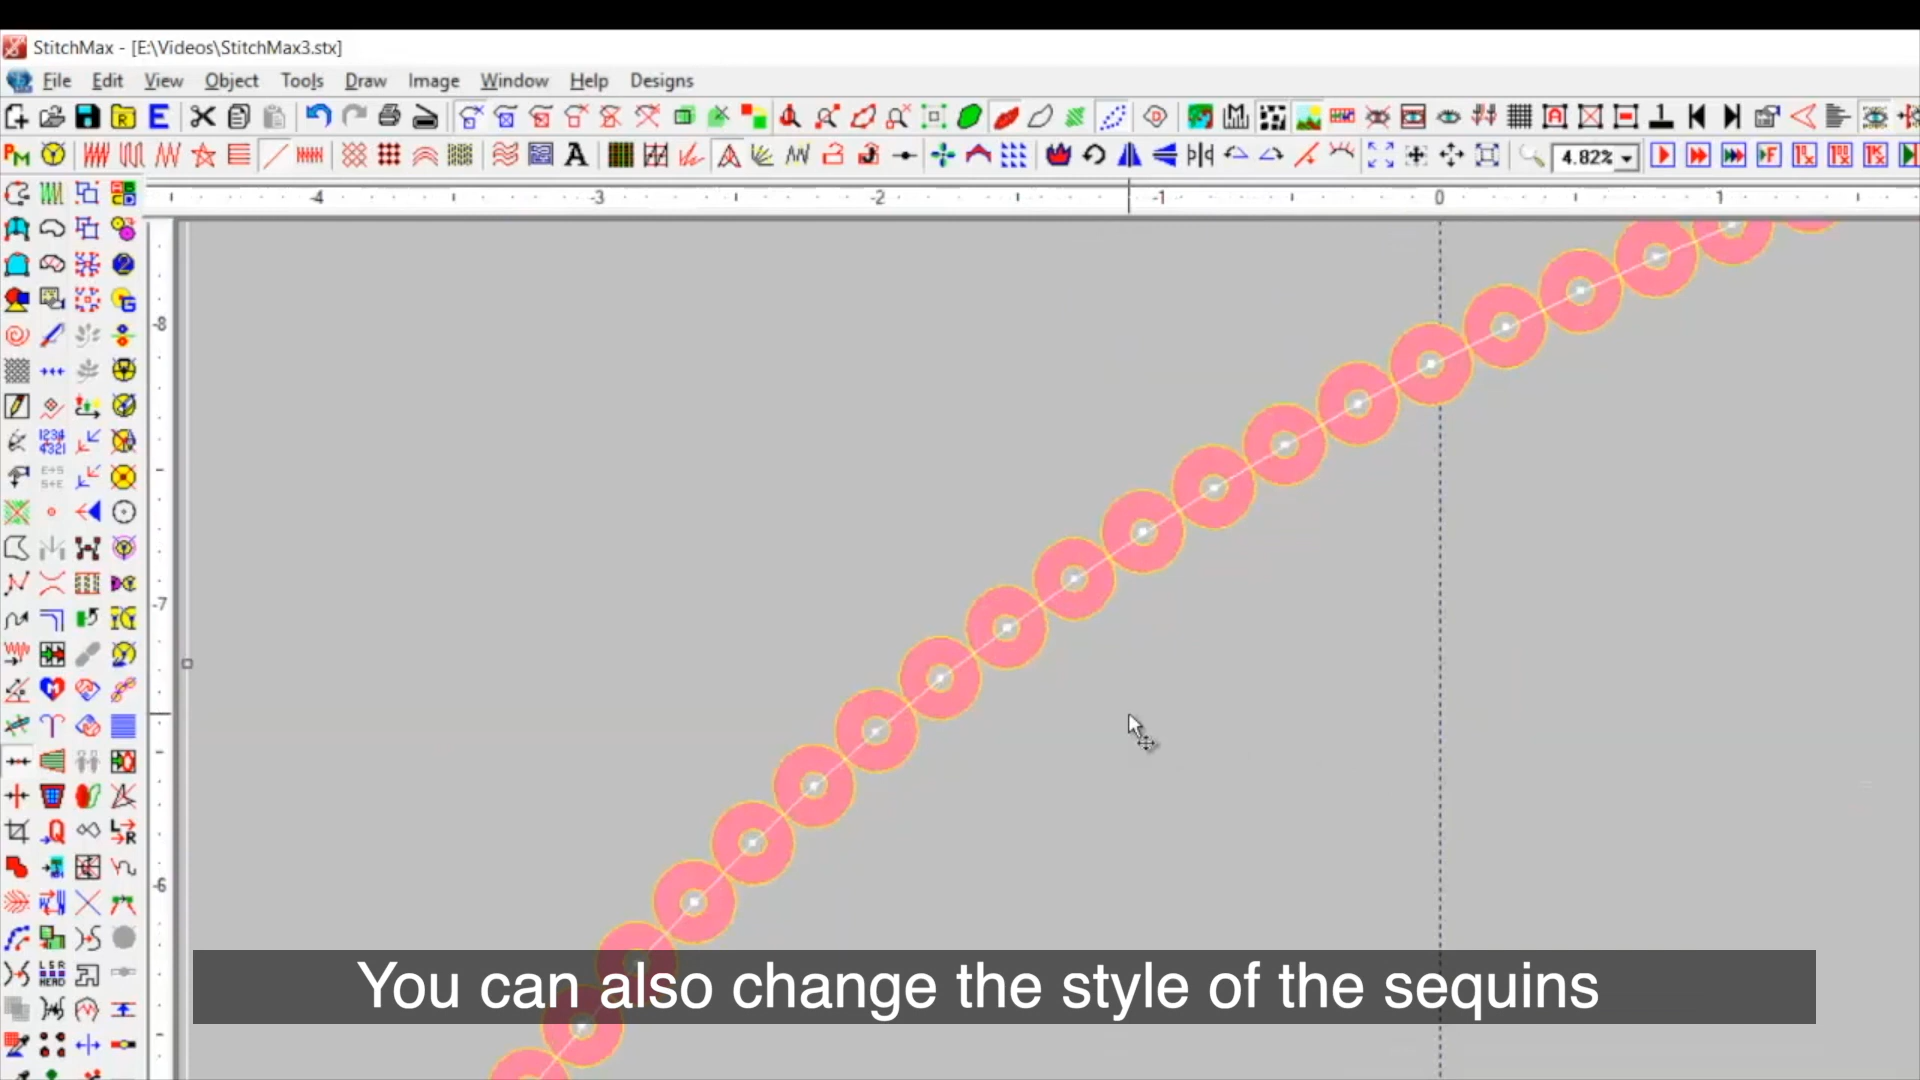 StitchMax - [E:\Videos\StitchMax3.stx]
File Edit View Object Tools Draw Image Window Help Designs
4.82%
-4 -3 -2 -1 0 1
-8
-7
-6
You can also change the style of the sequins